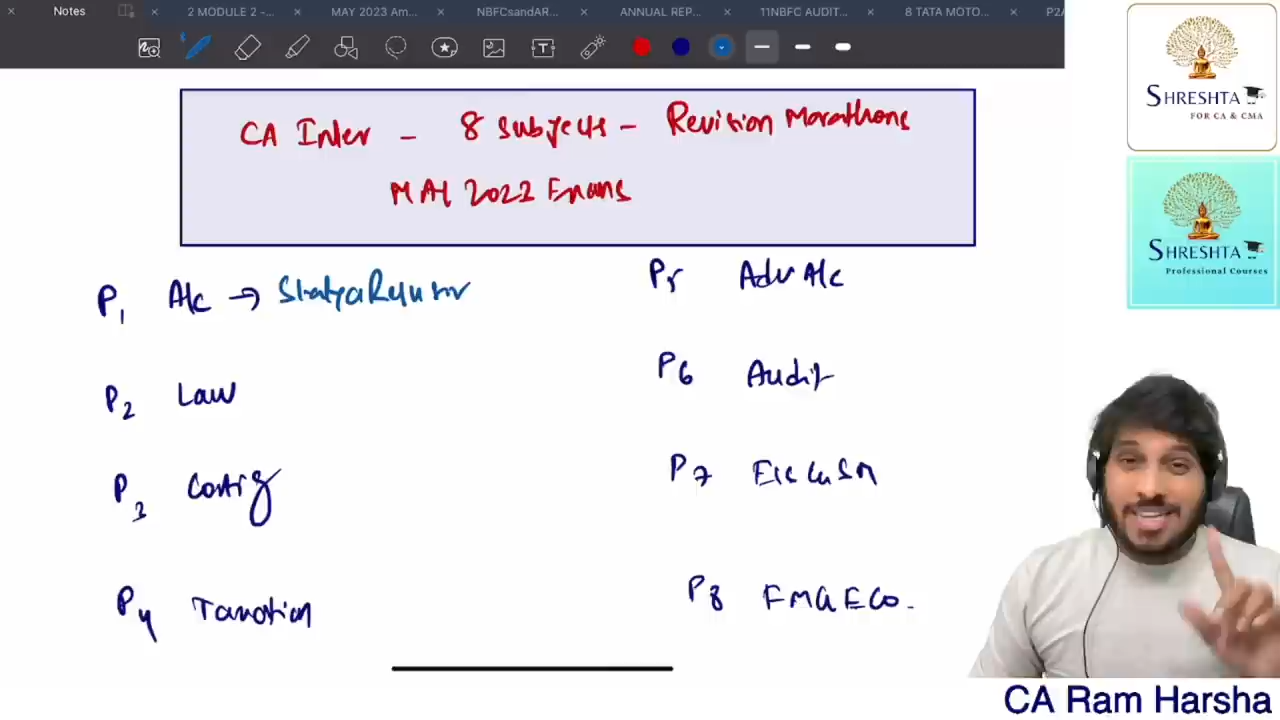 Notes
2 MODULE 2 -...
MAY 2023 Am...
NBFCsandAR...
ANNUAL REP...
11NBFC AUDIT...
8 TATA MOTO...
P2A
T
CA Inter - 8 Subjects - Revision Marathons
MAY 2022 Exams
P1 A/c →
P5 Adv A/c
P2 Law
P6 Audit
P3 Costing
P7 EIS & SM
P4 Taxation
P8 FM & ECO.
SHRESHTA
FOR CA & CMA
SHRESHTA
Professional Courses
CA Ram Harsha